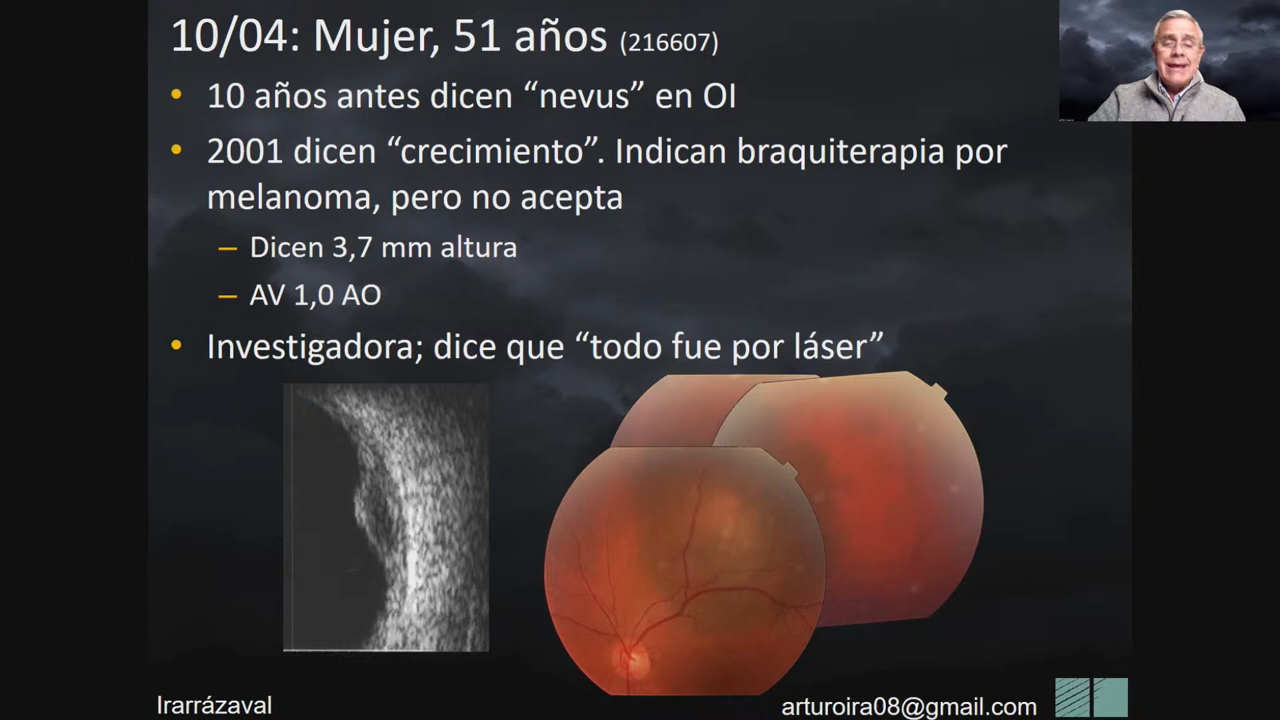 10/04: Mujer, 51 años (216607)
• 10 años antes dicen “nevus” en OI
• 2001 dicen “crecimiento”. Indican braquiterapia por
melanoma, pero no acepta
– Dicen 3,7 mm altura
– AV 1,0 AO
• Investigadora; dice que “todo fue por láser”
Irarrázaval
arturoira08@gmail.com